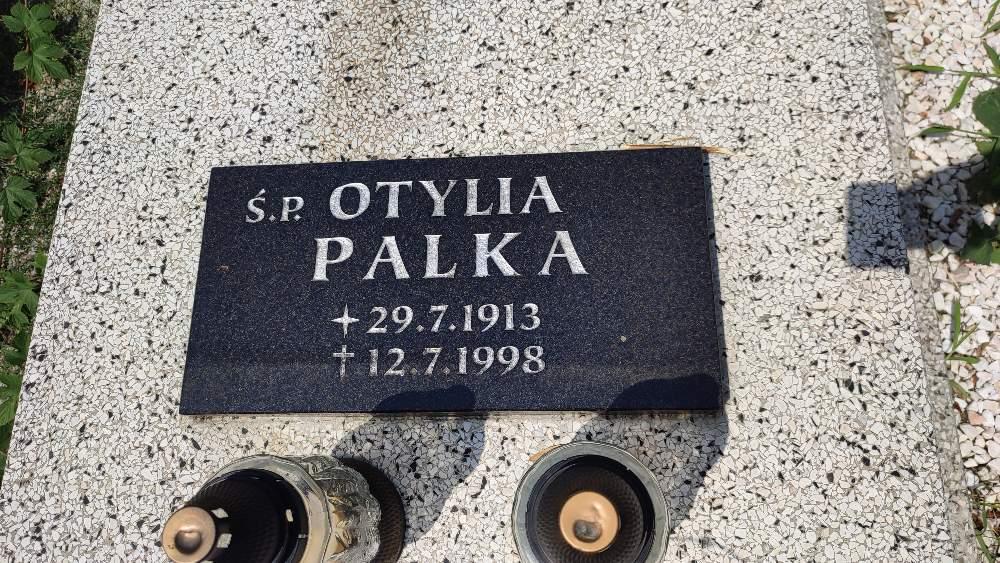 Ś.P. OTYLIA
PALKA
29.7.1913
✝ 12.7.1998